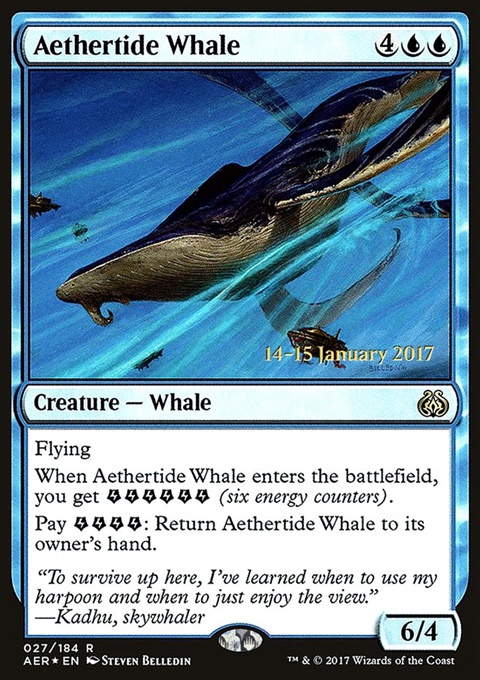 Aethertide Whale 4
14–15 January 2017
BELLEDIN
Creature — Whale
Flying
When Aethertide Whale enters the battlefield,
you get (six energy counters).
Pay : Return Aethertide Whale to its
owner's hand.
"To survive up here, I've learned when to use my
harpoon and when to just enjoy the view."
—Kadhu, skywhaler
6/4
027/184 R
AER★EN Steven Belledin
™ & © 2017 Wizards of the Coast